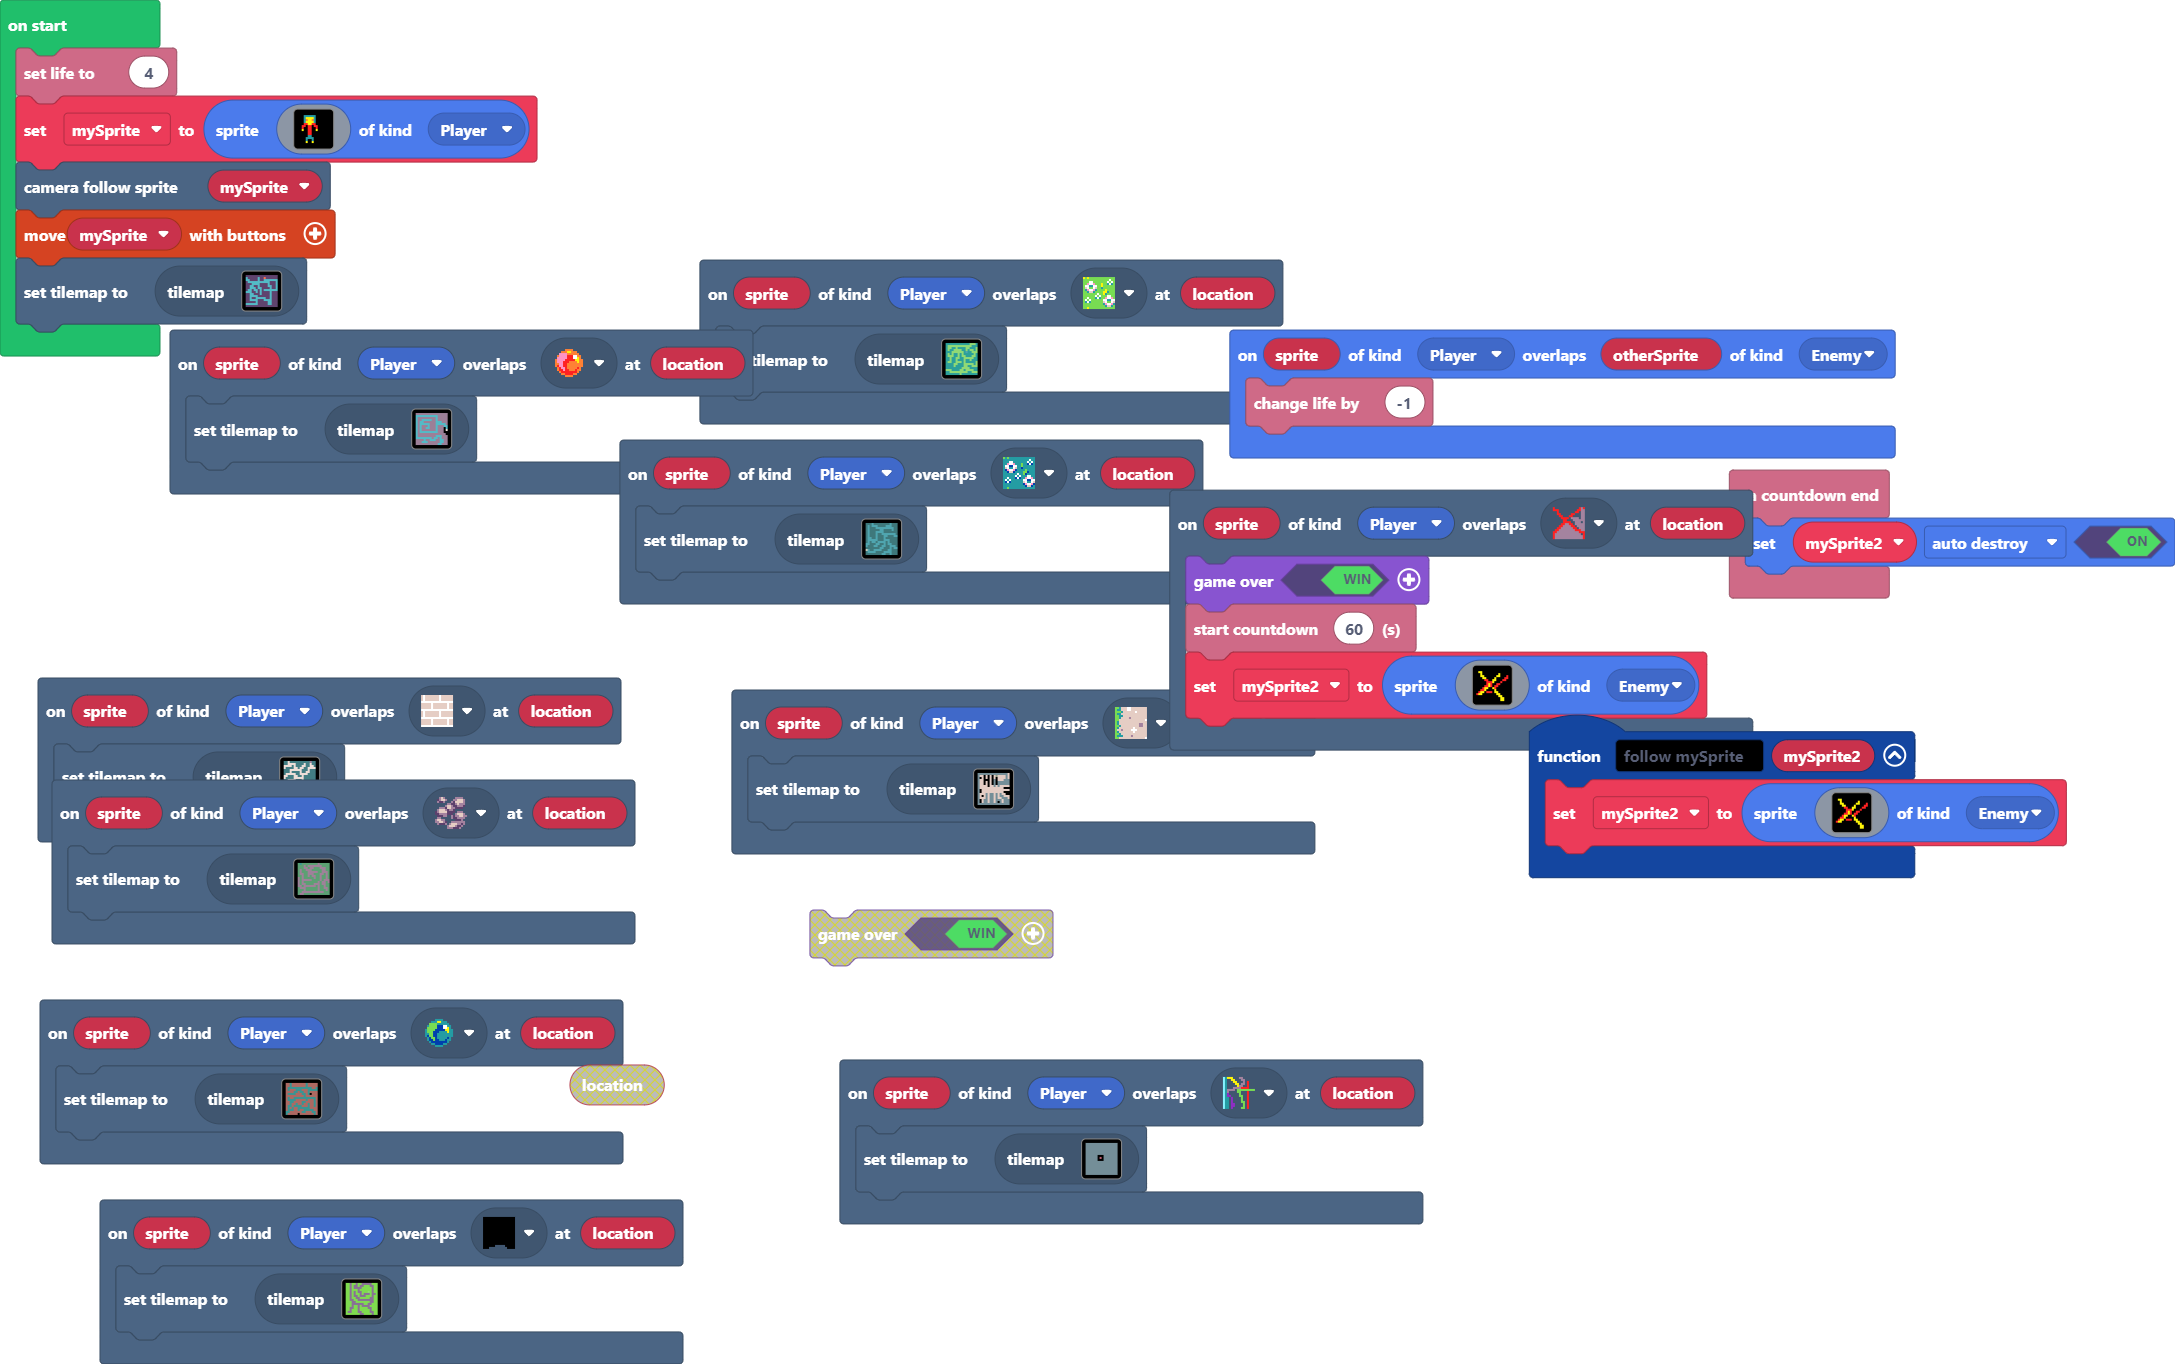 on start
set life to 4
set mySprite to sprite of kind Player
camera follow sprite mySprite
move mySprite with buttons
set tilemap to tilemap
on sprite of kind Player overlaps at location
tilemap to tilemap
on sprite of kind Player overlaps at location
set tilemap to tilemap
on sprite of kind Player overlaps otherSprite of kind Enemy
change life by -1
on sprite of kind Player overlaps at location
set tilemap to tilemap
countdown end
set mySprite2 auto destroy ON
on sprite of kind Player overlaps at location
game over WIN
start countdown 60 (s)
set mySprite2 to sprite of kind Enemy
on sprite of kind Player overlaps at location
set tilemap to tilemap
on sprite of kind Player overlaps
set tilemap to tilemap
function follow mySprite mySprite2
set mySprite2 to sprite of kind Enemy
on sprite of kind Player overlaps at location
set tilemap to tilemap
game over WIN
on sprite of kind Player overlaps at location
location
set tilemap to tilemap
on sprite of kind Player overlaps at location
set tilemap to tilemap
on sprite of kind Player overlaps at location
set tilemap to tilemap